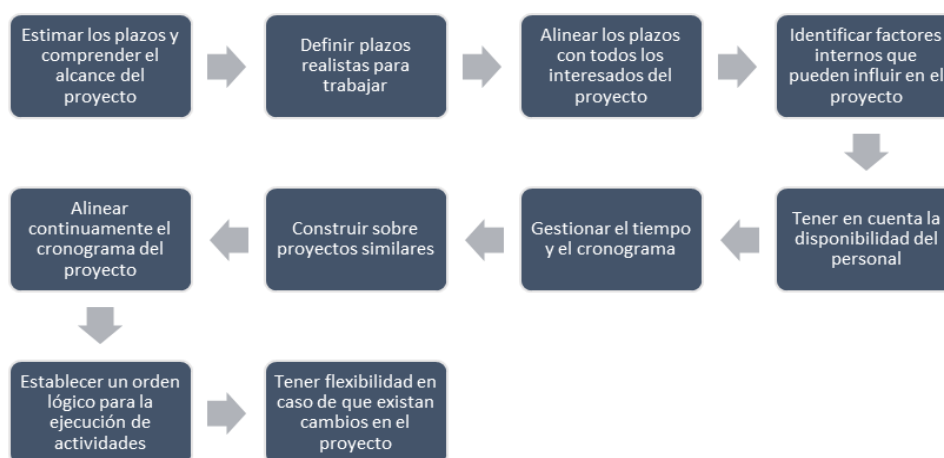 Estimar los plazos y
comprender el
alcance del
proyecto
Definir plazos
realistas para
trabajar
Alinear los plazos
con todos los
interesados del
proyecto
Identificar factores
internos que
pueden influir en el
proyecto
Tener en cuenta la
disponibilidad del
personal
Gestionar el tiempo
y el cronograma
Construir sobre
proyectos similares
Alinear
continuamente el
cronograma del
proyecto
Establecer un orden
lógico para la
ejecución de
actividades
Tener flexibilidad en
caso de que existan
cambios en el
proyecto